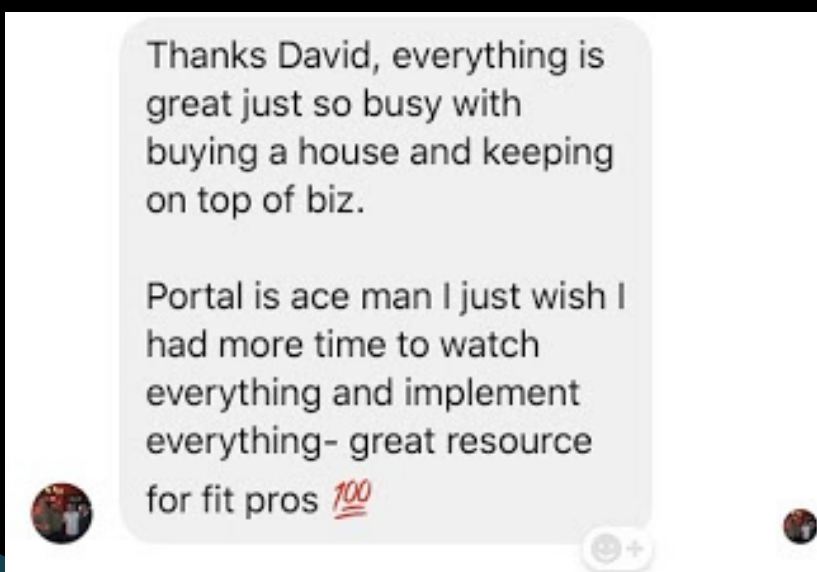 Thanks David, everything is
great just so busy with
buying a house and keeping
on top of biz.
Portal is ace man I just wish I
had more time to watch
everything and implement
everything- great resource
for fit pros 💯